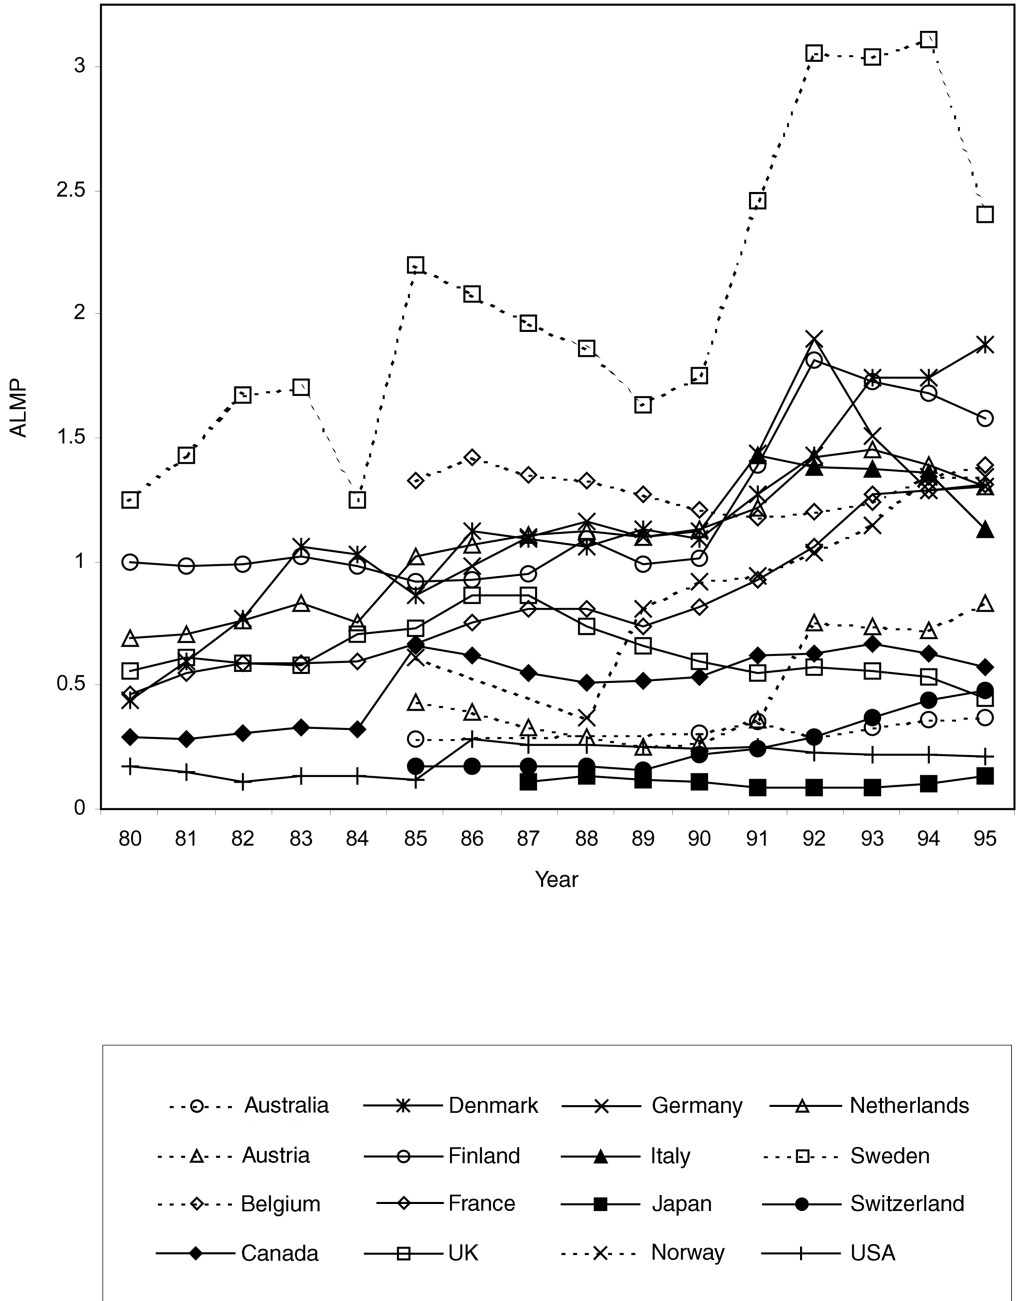 3
2.5
2
ALMP
1.5
1
0.5
0
80 81 82 83 84 85 86 87 88 89 90 91 92 93 94 95
Year
Australia Denmark Germany Netherlands
Austria Finland Italy Sweden
Belgium France Japan Switzerland
Canada UK Norway USA